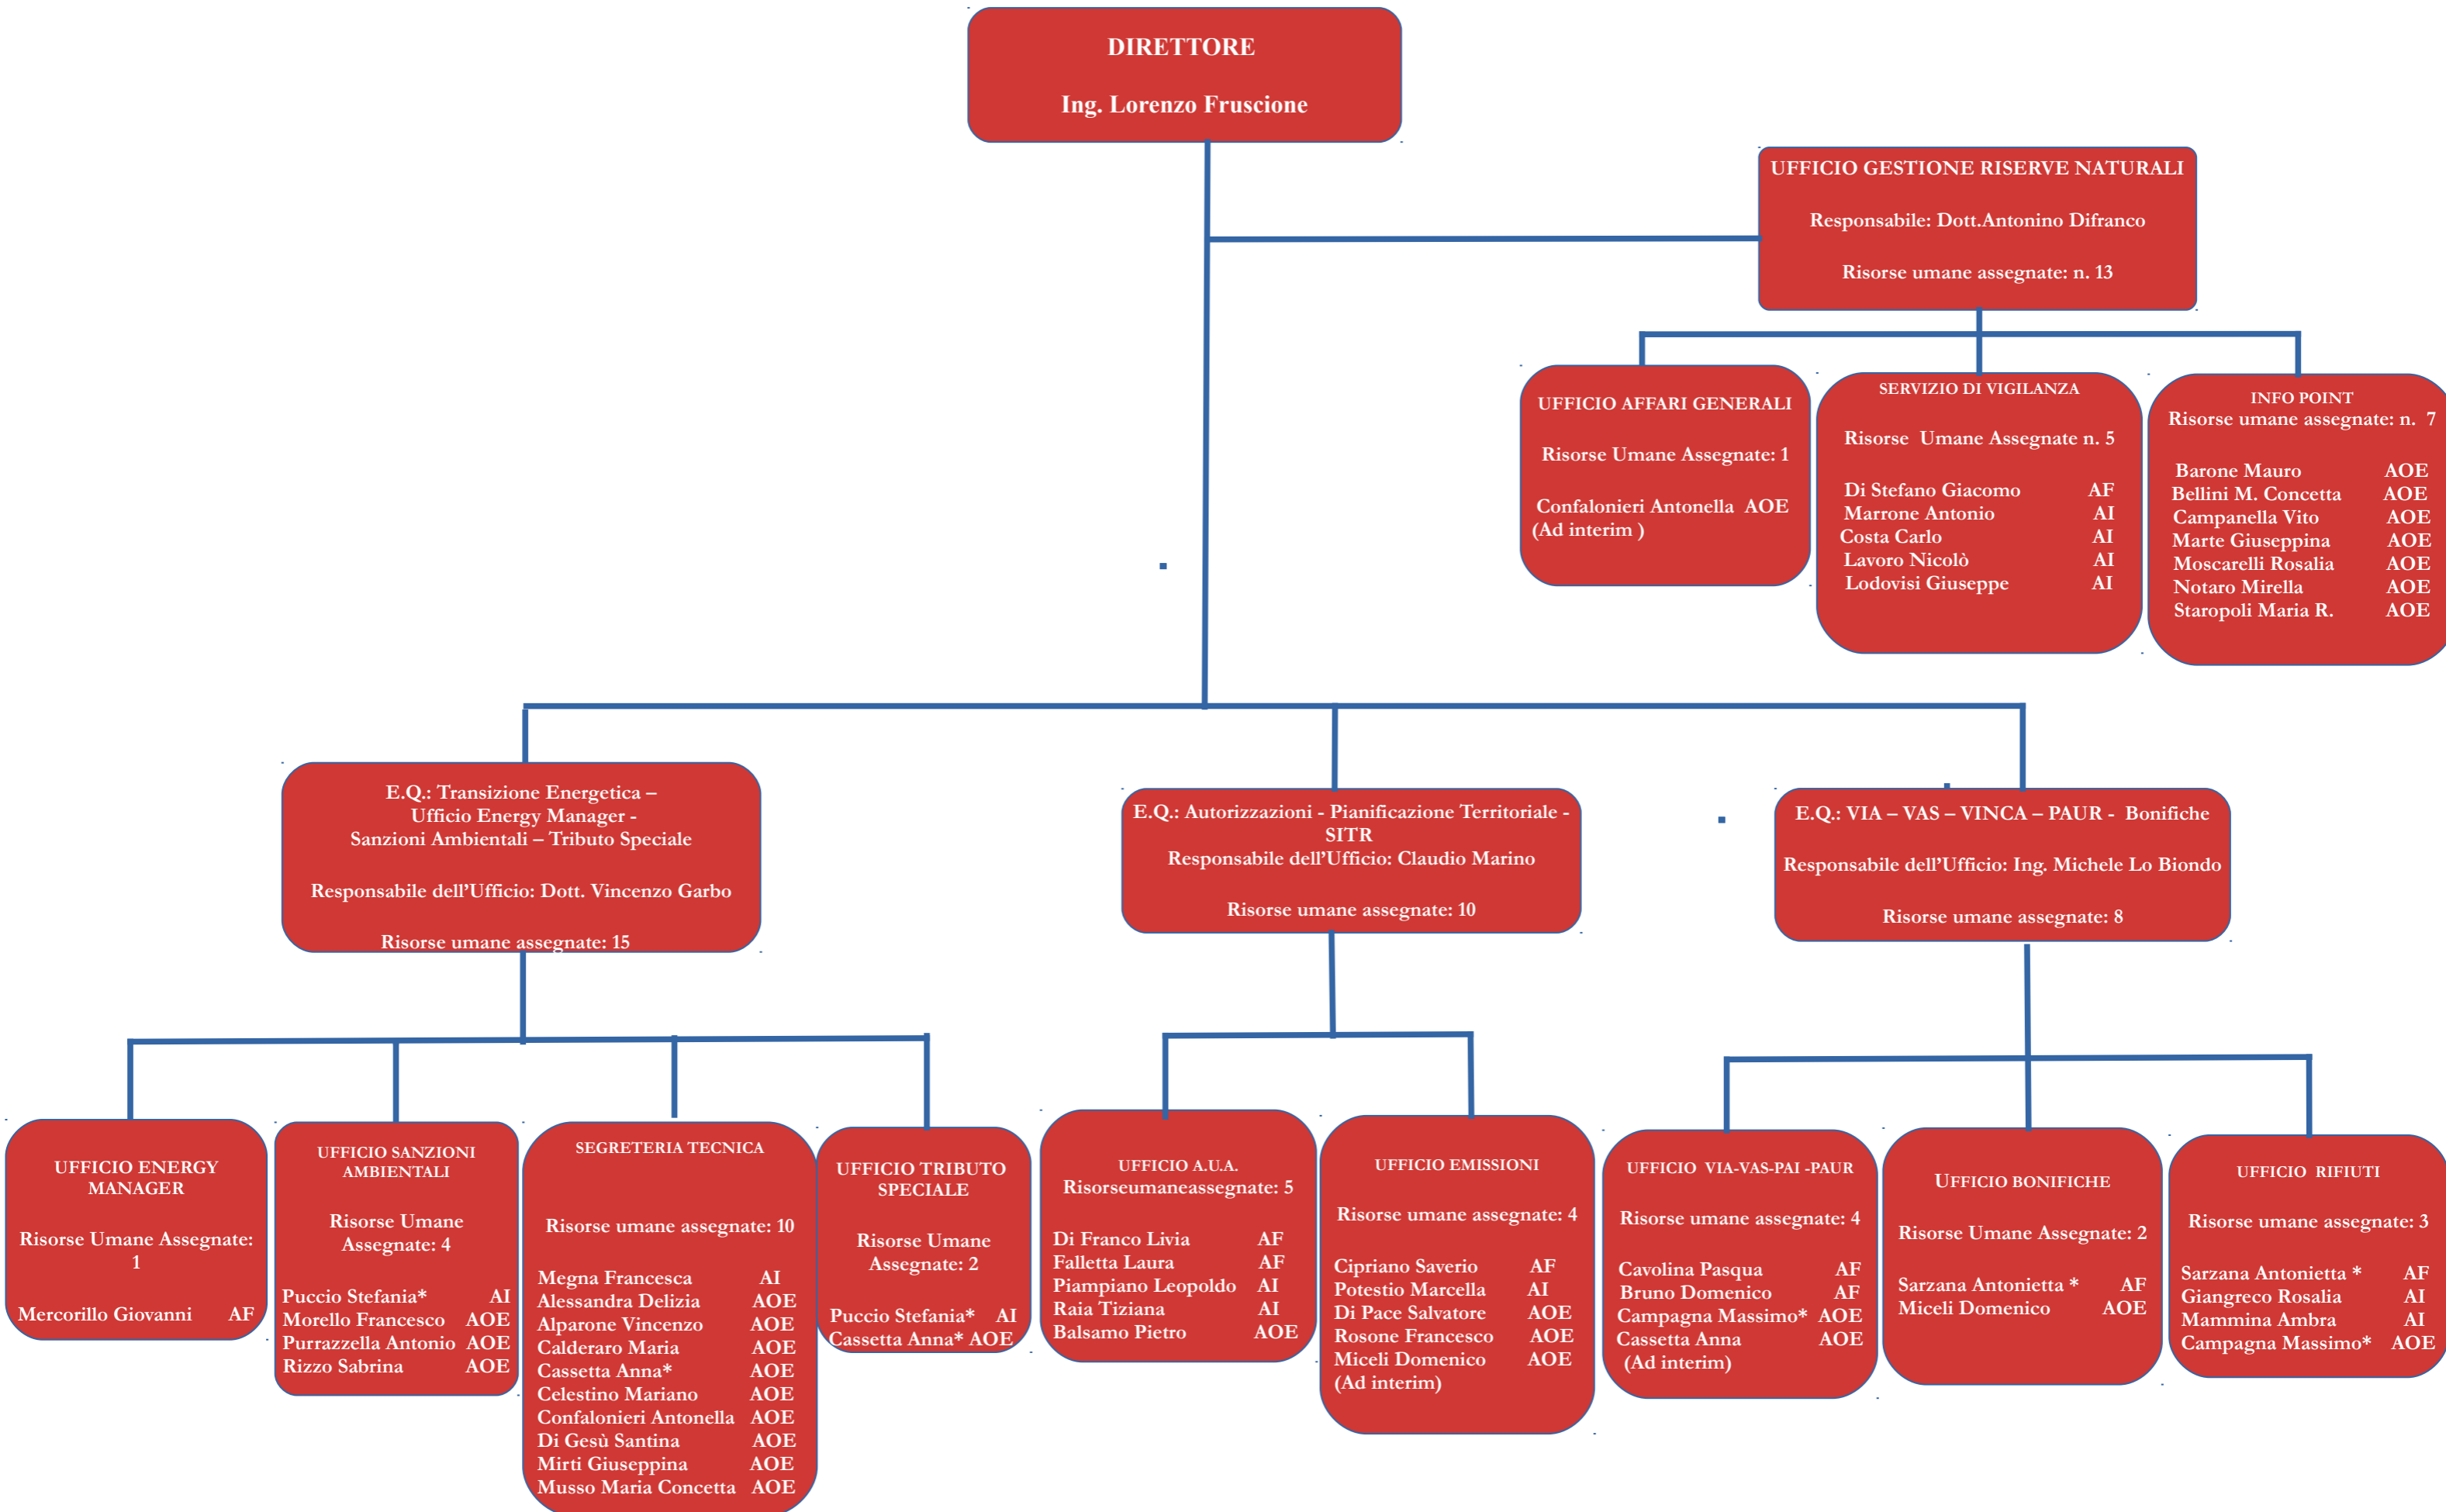 DIRETTORE
Ing. Lorenzo Fruscione
UFFICIO GESTIONE RISERVE NATURALI
Responsabile: Dott.Antonino Difranco
Risorse umane assegnate: n. 13
UFFICIO AFFARI GENERALI
Risorse Umane Assegnate: 1
Confalonieri Antonella AOE
(Ad interim )
SERVIZIO DI VIGILANZA
Risorse Umane Assegnate n. 5
Di Stefano Giacomo AF
Marrone Antonio AI
Costa Carlo AI
Lavoro Nicolò AI
Lodovisi Giuseppe AI
INFO POINT
Risorse umane assegnate: n. 7
Barone Mauro AOE
Bellini M. Concetta AOE
Campanella Vito AOE
Marte Giuseppina AOE
Moscarelli Rosalia AOE
Notaro Mirella AOE
Staropoli Maria R. AOE
E.Q.: Transizione Energetica –
Ufficio Energy Manager -
Sanzioni Ambientali – Tributo Speciale
Responsabile dell'Ufficio: Dott. Vincenzo Garbo
Risorse umane assegnate: 15
E.Q.: Autorizzazioni - Pianificazione Territoriale -
SITR
Responsabile dell'Ufficio: Claudio Marino
Risorse umane assegnate: 10
E.Q.: VIA – VAS – VINCA – PAUR - Bonifiche
Responsabile dell'Ufficio: Ing. Michele Lo Biondo
Risorse umane assegnate: 8
UFFICIO ENERGY
MANAGER
Risorse Umane Assegnate:
1
Mercorillo Giovanni AF
UFFICIO SANZIONI
AMBIENTALI
Risorse Umane
Assegnate: 4
Puccio Stefania* AI
Morello Francesco AOE
Purrazzella Antonio AOE
Rizzo Sabrina AOE
SEGRETERIA TECNICA
Risorse umane assegnate: 10
Megna Francesca AI
Alessandra Delizia AOE
Alparone Vincenzo AOE
Calderaro Maria AOE
Cassetta Anna* AOE
Celestino Mariano AOE
Confalonieri Antonella AOE
Di Gesù Santina AOE
Mirti Giuseppina AOE
Musso Maria Concetta AOE
UFFICIO TRIBUTO
SPECIALE
Risorse Umane
Assegnate: 2
Puccio Stefania* AI
Cassetta Anna* AOE
UFFICIO A.U.A.
Risorseumaneassegnate: 5
Di Franco Livia AF
Falletta Laura AF
Piampiano Leopoldo AI
Raia Tiziana AI
Balsamo Pietro AOE
UFFICIO EMISSIONI
Risorse umane assegnate: 4
Cipriano Saverio AF
Potestio Marcella AI
Di Pace Salvatore AOE
Rosone Francesco AOE
Miceli Domenico AOE
(Ad interim)
UFFICIO VIA-VAS-PAI -PAUR
Risorse umane assegnate: 4
Cavolina Pasqua AF
Bruno Domenico AF
Campagna Massimo* AOE
Cassetta Anna AOE
(Ad interim)
UFFICIO BONIFICHE
Risorse Umane Assegnate: 2
Sarzana Antonietta * AF
Miceli Domenico AOE
UFFICIO RIFIUTI
Risorse umane assegnate: 3
Sarzana Antonietta * AF
Giangreco Rosalia AI
Mammina Ambra AI
Campagna Massimo* AOE